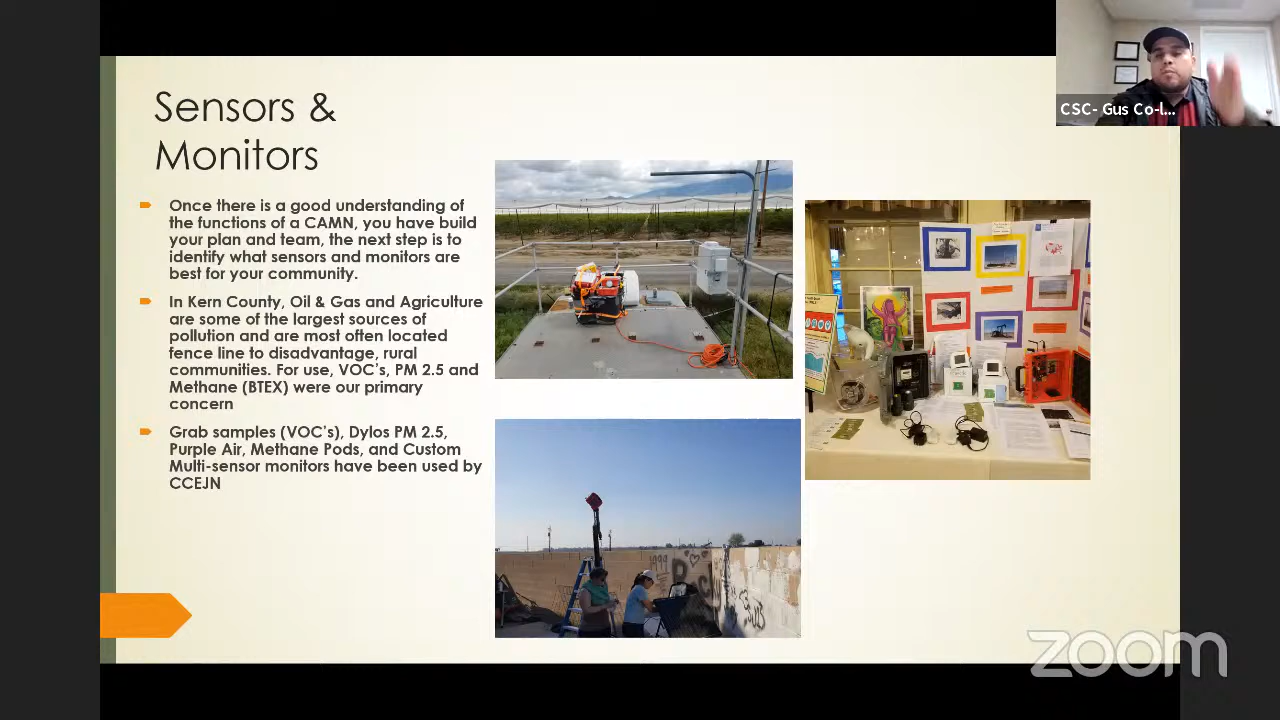 Sensors &
Monitors
Once there is a good understanding of
the functions of a CAMN, you have build
your plan and team, the next step is to
identify what sensors and monitors are
best for your community.
In Kern County, Oil & Gas and Agriculture
are some of the largest sources of
pollution and are most often located
fence line to disadvantage, rural
communities. For use, VOC's, PM 2.5 and
Methane (BTEX) were our primary
concern
Grab samples (VOC's), Dylos PM 2.5,
Purple Air, Methane Pods, and Custom
Multi-sensor monitors have been used by
CCEJN
CSC- Gus Co-l...
1999
zoom